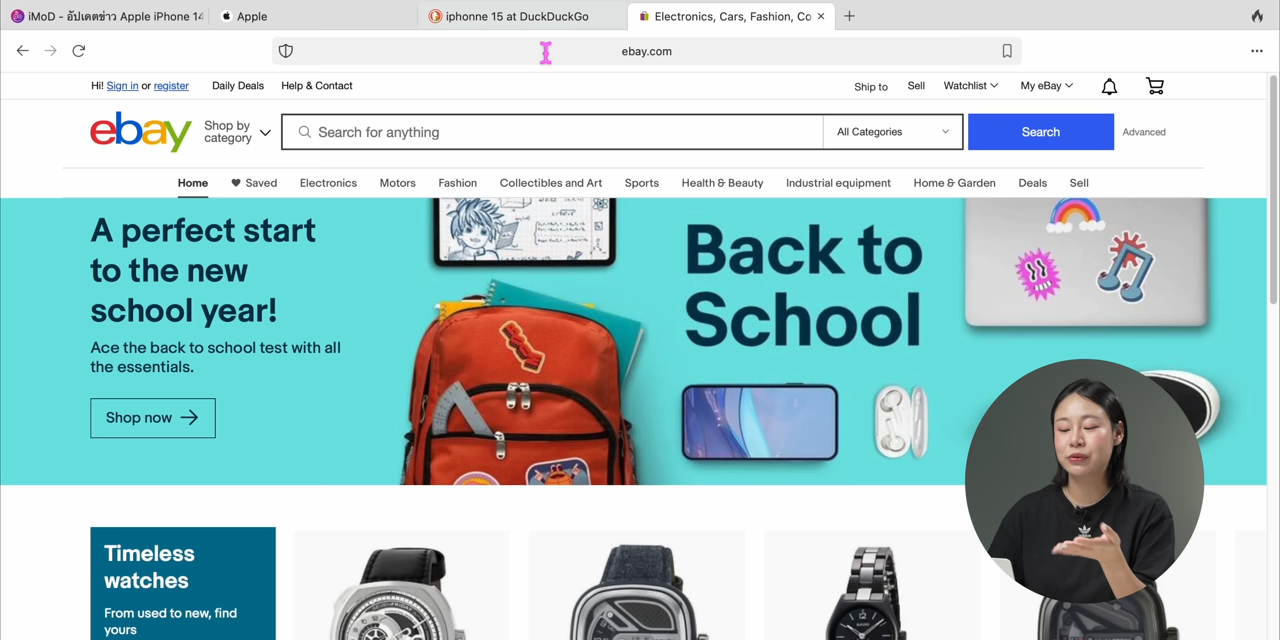 iMoD - อัปเดตข่าว Apple iPhone 14
Apple
iphonne 15 at DuckDuckGo
Electronics, Cars, Fashion, Co
ebay.com
Hi! Sign in or register
Daily Deals
Help & Contact
Ship to
Sell
Watchlist
My eBay
ebay
Shop by
category
Search for anything
All Categories
Search
Advanced
Home
Saved
Electronics
Motors
Fashion
Collectibles and Art
Sports
Health & Beauty
Industrial equipment
Home & Garden
Deals
Sell
A perfect start
to the new
school year!
Ace the back to school test with all
the essentials.
Shop now
Back to
School
Timeless
watches
From used to new, find
yours